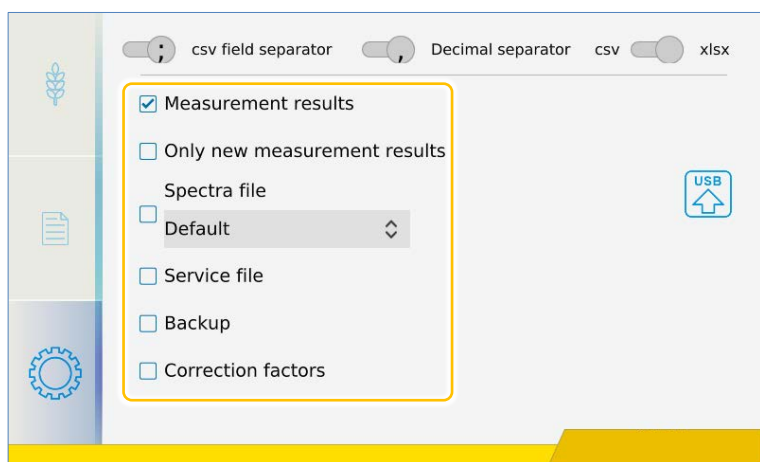 ; csv field separator , Decimal separator csv xlsx
Measurement results
Only new measurement results
Spectra file
USB
Default
Service file
Backup
Correction factors